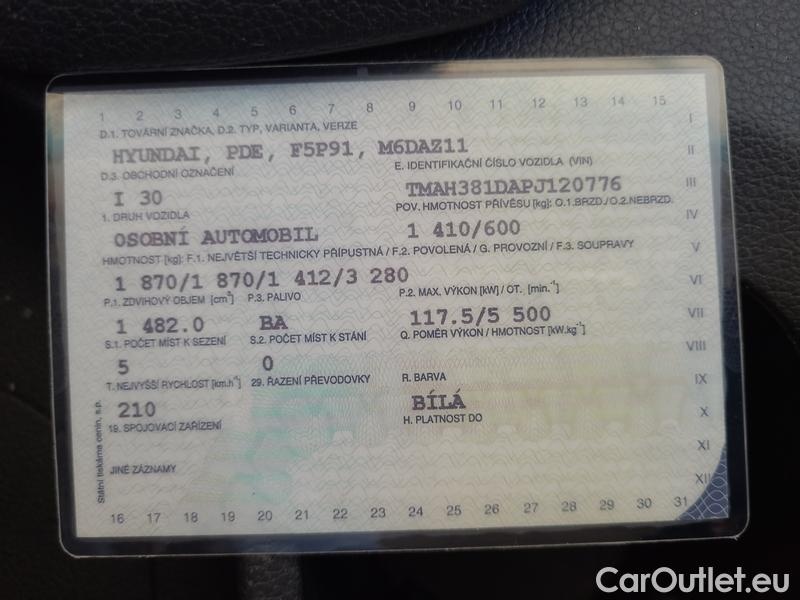 1 2 3 4 5 6 7 8 9 10 11 12 13 14 15
I
D.1. TOVÁRNÍ ZNAČKA, D.2. TYP, VARIANTA, VERZE
HYUNDAI, PDE, F5P91, M6DAZ11
II
D.3. OBCHODNÍ OZNAČENÍ E. IDENTIFIKAČNÍ ČÍSLO VOZIDLA (VIN)
I 30 TMAH381DAPJ120776
III
1. DRUH VOZIDLA POV. HMOTNOST PŘÍVĚSU [kg]: O.1.BRZD./O.2.NEBRZD.
OSOBNÍ AUTOMOBIL 1 410/600
IV
HMOTNOST [kg]: F.1. NEJVĚTŠÍ TECHNICKY PŘÍPUSTNÁ / F.2. POVOLENÁ / G. PROVOZNÍ / F.3. SOUPRAVY
V
1 870/1 870/1 412/3 280
VI
P.1. ZDVIHOVÝ OBJEM [cm³] P.3. PALIVO P.2. MAX. VÝKON [kW] / OT. [min.⁻¹]
1 482.0 BA 117.5/5 500
VII
S.1. POČET MÍST K SEZENÍ S.2. POČET MÍST K STÁNÍ Q. POMĚR VÝKON / HMOTNOST [kW.kg⁻¹]
5 0
VIII
T. NEJVYŠŠÍ RYCHLOST [km.h⁻¹] 29. ŘAZENÍ PŘEVODOVKY R. BARVA
IX
210 BÍLÁ
X
19. SPOJOVACÍ ZAŘÍZENÍ H. PLATNOST DO
XI
JINÉ ZÁZNAMY
XII
Státní tiskárna cenin, s.p.
16 17 18 19 20 21 22 23 24 25 26 27 28 29 30 31
CarOutlet.eu